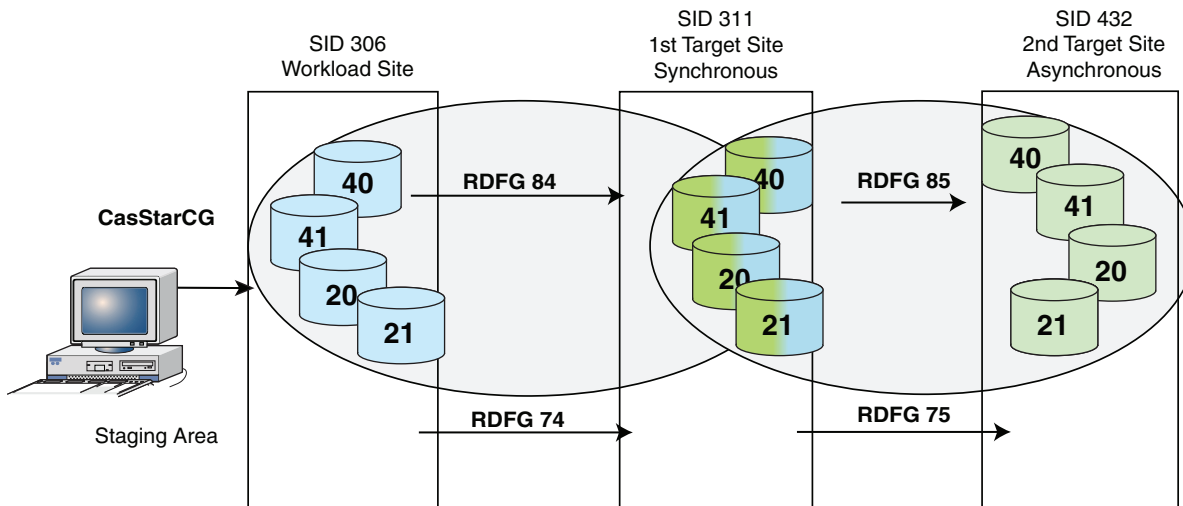 SID 306
Workload Site
SID 311
1st Target Site
Synchronous
SID 432
2nd Target Site
Asynchronous
CasStarCG
Staging Area
40
41
20
21
RDFG 84
RDFG 74
40
41
20
21
RDFG 85
RDFG 75
40
41
20
21